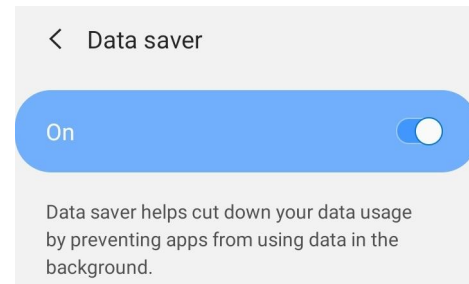 Data saver
On
Data saver helps cut down your data usage
by preventing apps from using data in the
background.